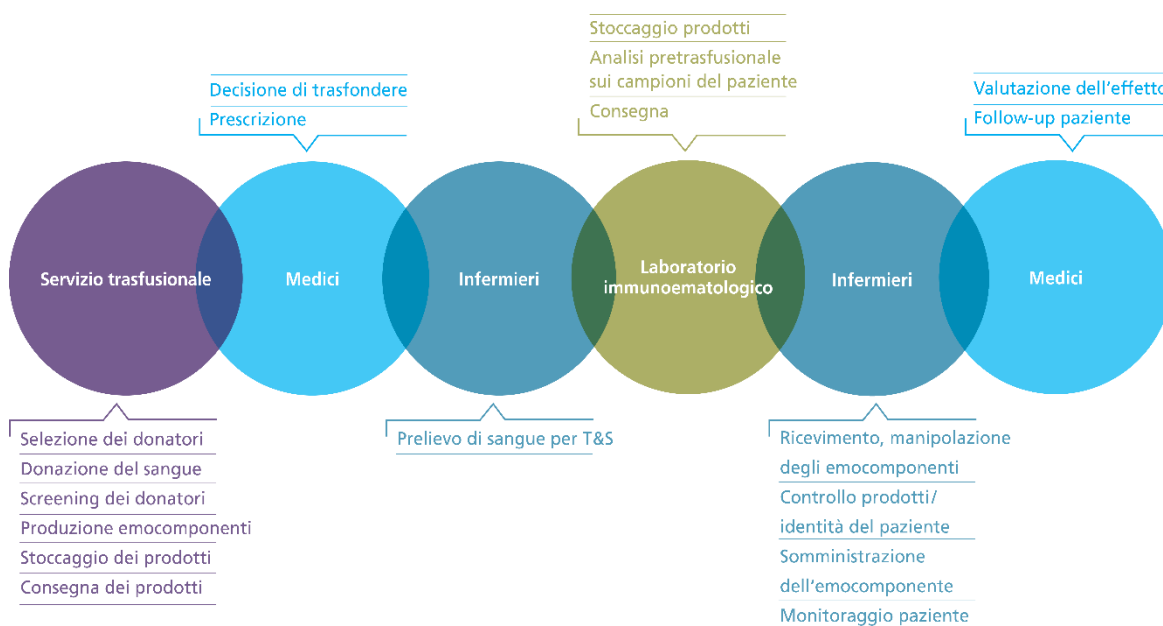 Stoccaggio prodotti
Analisi pretrasfusionale
sui campioni del paziente
Consegna
Decisione di trasfondere
Prescrizione
Valutazione dell'effetto
Follow-up paziente
Servizio trasfusionale
Medici
Infermieri
Laboratorio
immunoematologico
Infermieri
Medici
Selezione dei donatori
Donazione del sangue
Screening dei donatori
Produzione emocomponenti
Stoccaggio dei prodotti
Consegna dei prodotti
Prelievo di sangue per T&S
Ricevimento, manipolazione
degli emocomponenti
Controllo prodotti/
identità del paziente
Somministrazione
dell'emocomponente
Monitoraggio paziente